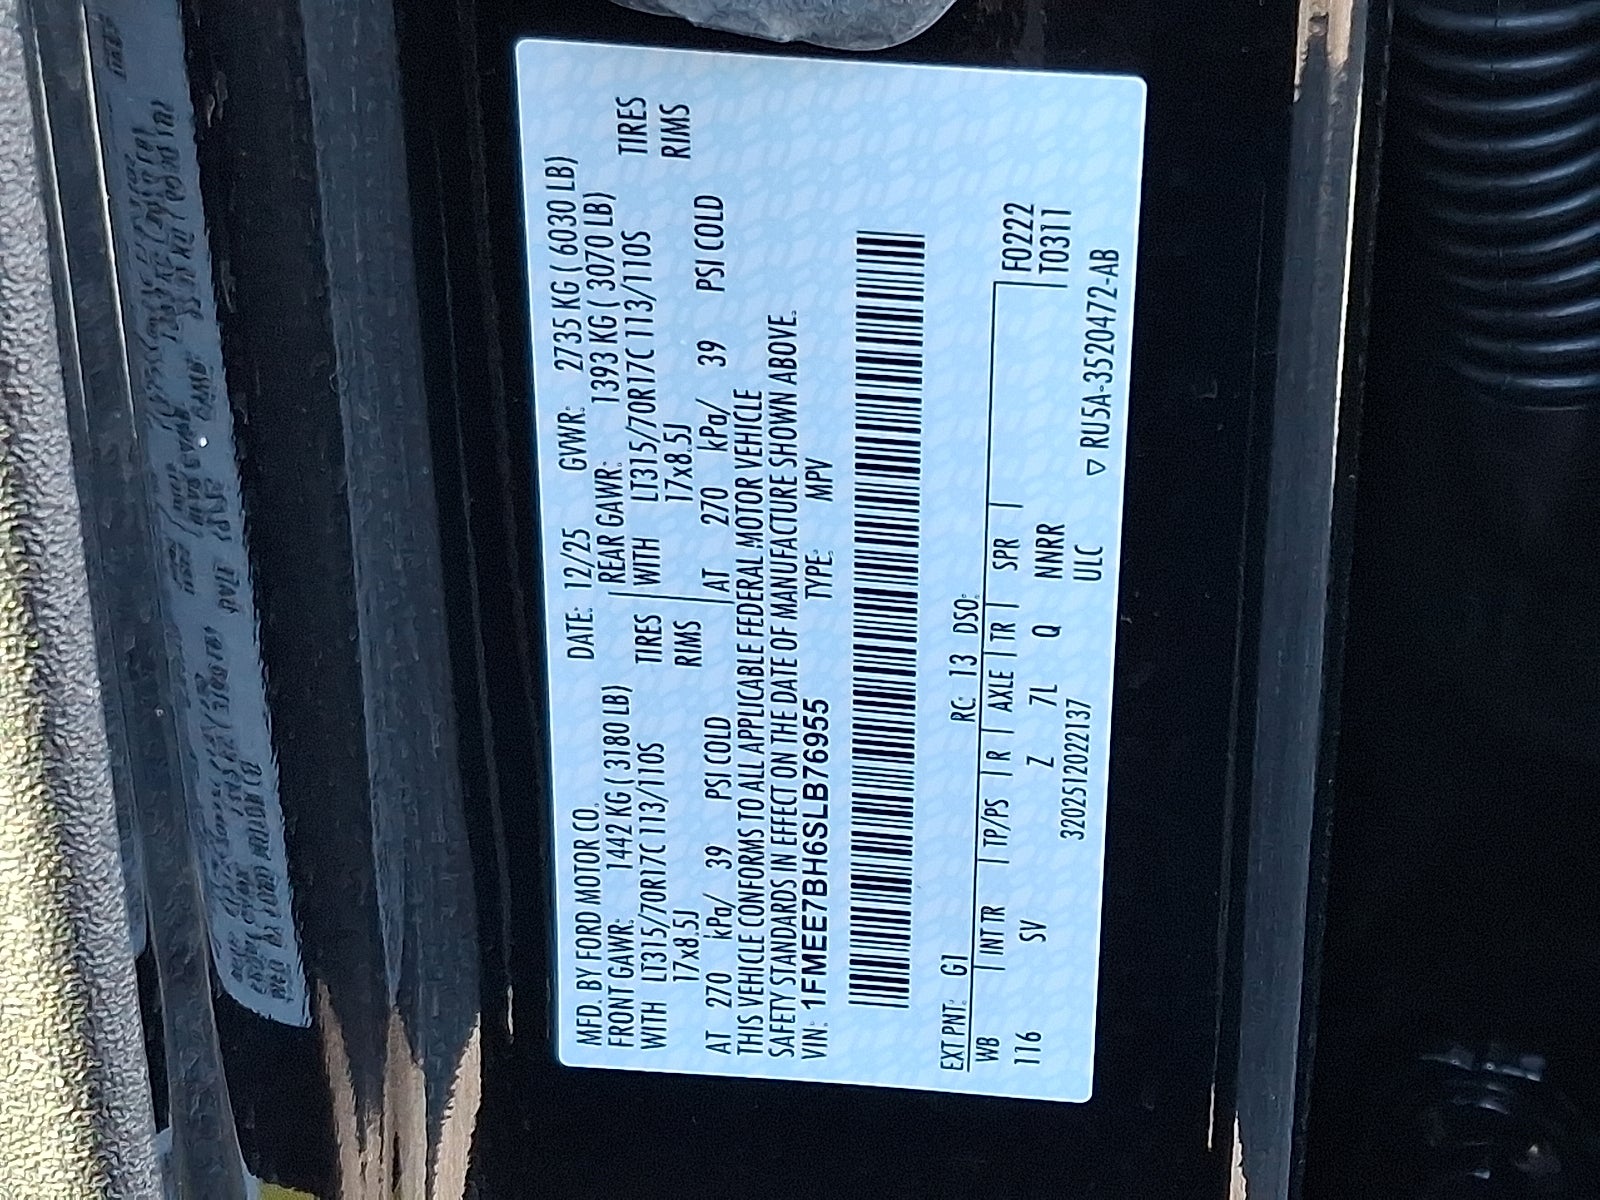 MFD. BY FORD MOTOR CO. DATE: 12/25 GVWR: 2735 KG ( 6030 LB)
FRONT GAWR: 1442 KG ( 3180 LB) REAR GAWR: 1393 KG ( 3070 LB)
WITH LT315/70R17C 113/110S TIRES WITH LT315/70R17C 113/110S TIRES
17x8.5J RIMS 17x8.5J RIMS
AT 270 kPa/ 39 PSI COLD AT 270 kPa/ 39 PSI COLD
THIS VEHICLE CONFORMS TO ALL APPLICABLE FEDERAL MOTOR VEHICLE
SAFETY STANDARDS IN EFFECT ON THE DATE OF MANUFACTURE SHOWN ABOVE.
VIN: 1FMEE7BH6SLB76955 TYPE: MPV
EXT PNT: G1 RC: 13 DSO:
WB INT TR TP/PS R AXLE TR SPR F0222
116 SV Z 7L Q NNRR T0311
3202512022137 ULC ▽ RU5A-3520472-AB